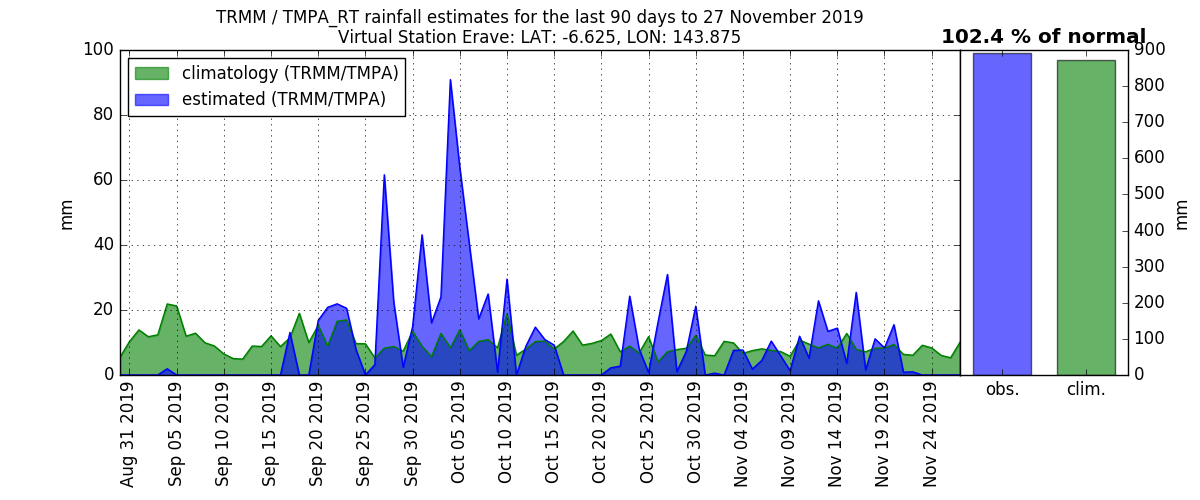 TRMM / TMPA_RT rainfall estimates for the last 90 days to 27 November 2019
Virtual Station Erave: LAT: -6.625, LON: 143.875
102.4 % of normal
climatology (TRMM/TMPA)
estimated (TRMM/TMPA)
100
80
60
40
20
0
mm
900
800
700
600
500
400
300
200
100
0
mm
Aug 31 2019
Sep 05 2019
Sep 10 2019
Sep 15 2019
Sep 20 2019
Sep 25 2019
Sep 30 2019
Oct 05 2019
Oct 10 2019
Oct 15 2019
Oct 20 2019
Oct 25 2019
Oct 30 2019
Nov 04 2019
Nov 09 2019
Nov 14 2019
Nov 19 2019
Nov 24 2019
obs.
clim.